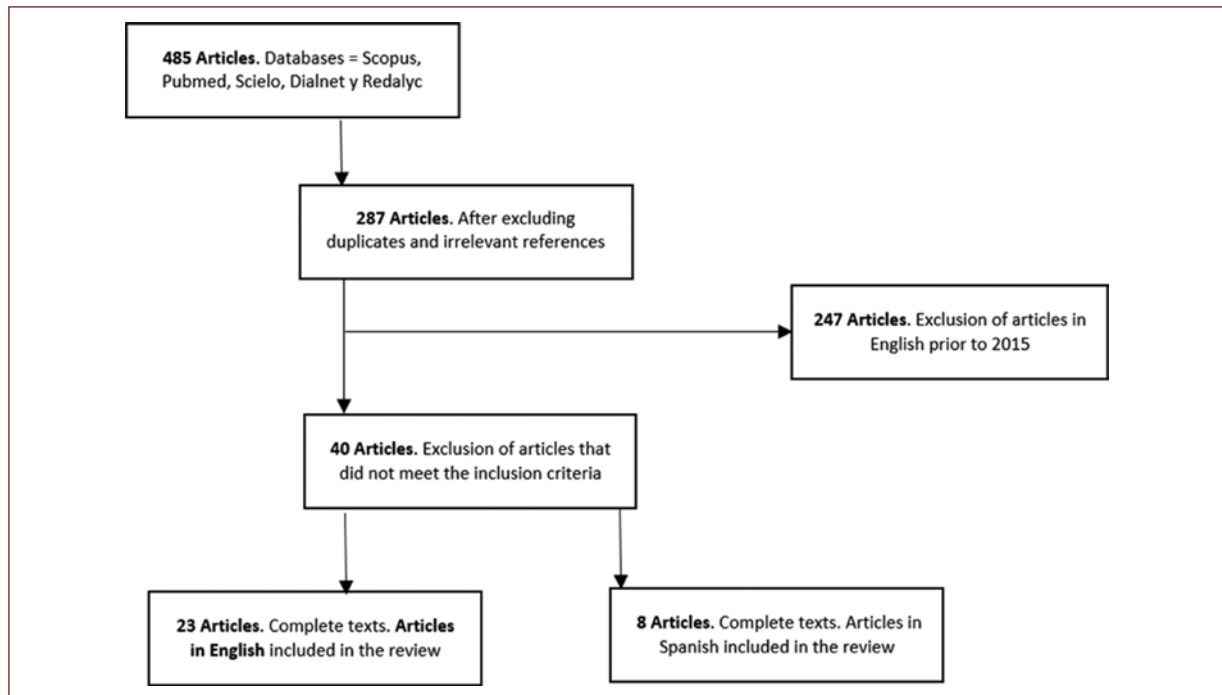 485 Articles. Databases = Scopus,
Pubmed, Scielo, Dialnet y Redalyc
287 Articles. After excluding
duplicates and irrelevant references
247 Articles. Exclusion of articles in
English prior to 2015
40 Articles. Exclusion of articles that
did not meet the inclusion criteria
23 Articles. Complete texts. Articles
in English included in the review
8 Articles. Complete texts. Articles in
Spanish included in the review